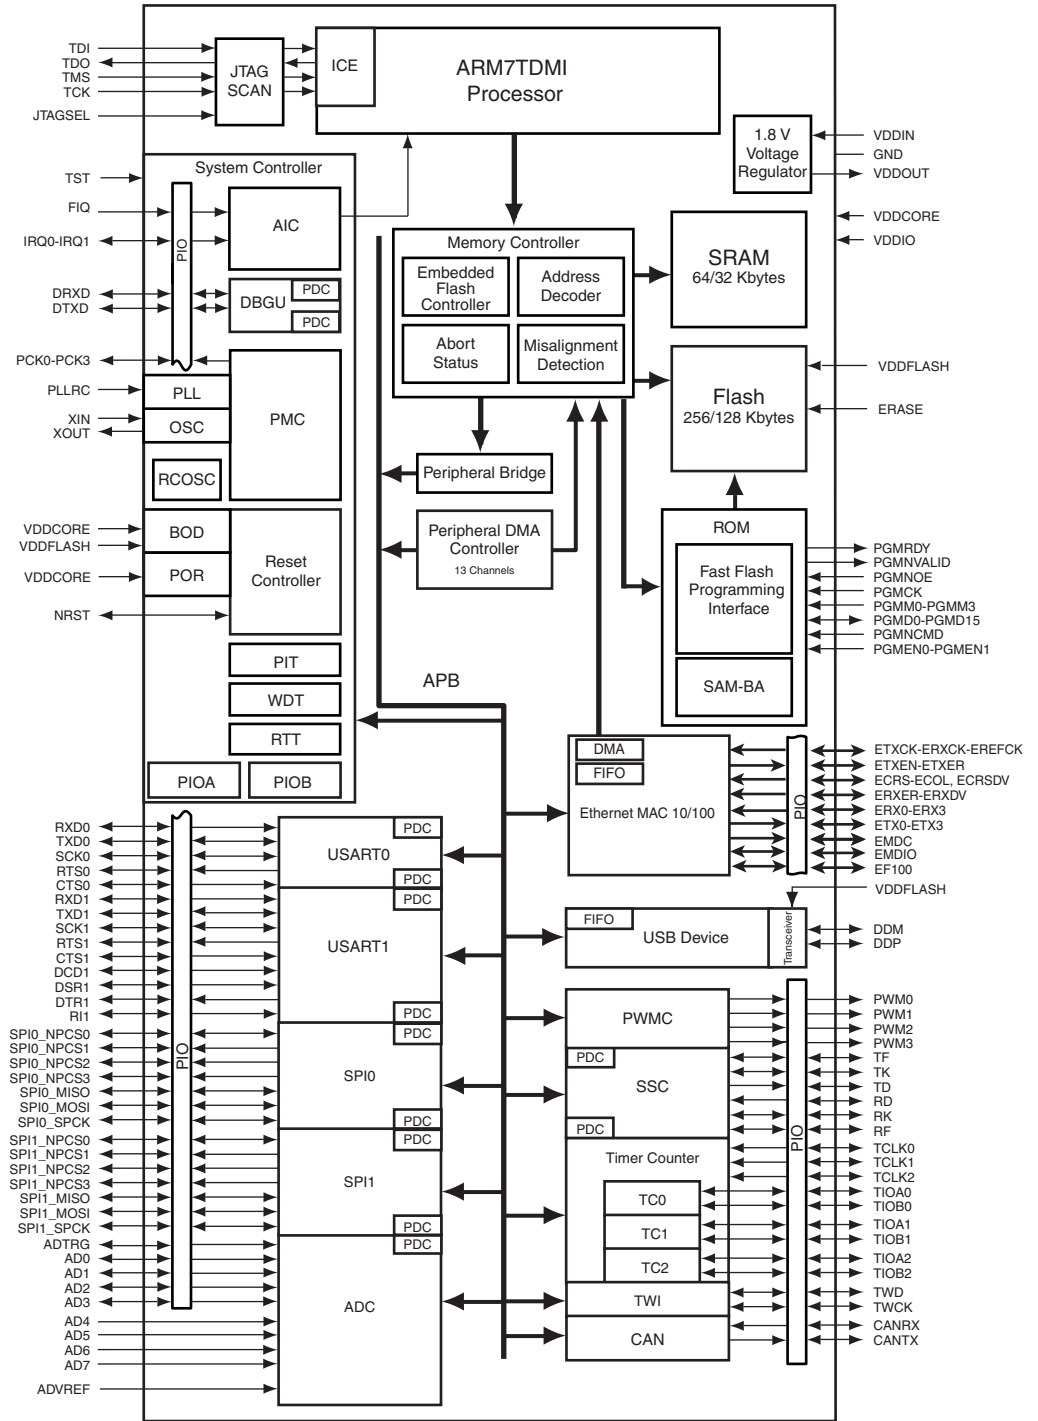 TDI
TDO
TMS
TCK
JTAGSEL
JTAG
SCAN
ICE
ARM7TDMI
Processor
1.8 V
Voltage
Regulator
VDDIN
GND
VDDOUT
VDDCORE
VDDIO
System Controller
TST
FIQ
IRQ0-IRQ1
PIO
AIC
DRXD
DTXD
DBGU
PDC
PDC
PCK0-PCK3
PLLRC
PLL
XIN
XOUT
OSC
PMC
RCOSC
VDDCORE
VDDFLASH
BOD
VDDCORE
POR
Reset
Controller
NRST
PIT
WDT
RTT
PIOA
PIOB
Memory Controller
Embedded
Flash
Controller
Address
Decoder
Abort
Status
Misalignment
Detection
SRAM
64/32 Kbytes
Flash
256/128 Kbytes
VDDFLASH
ERASE
Peripheral Bridge
Peripheral DMA
Controller
13 Channels
ROM
Fast Flash
Programming
Interface
SAM-BA
PGMRDY
PGMNVALID
PGMNOE
PGMCK
PGMM0-PGMM3
PGMD0-PGMD15
PGMNCMD
PGMEN0-PGMEN1
APB
DMA
FIFO
Ethernet MAC 10/100
PIO
ETXCK-ERXCK-EREFCK
ETXEN-ETXER
ECRS-ECOL, ECRSDV
ERXER-ERXDV
ERX0-ERX3
ETX0-ETX3
EMDC
EMDIO
EF100
VDDFLASH
FIFO
USB Device
Transceiver
DDM
DDP
RXD0
TXD0
SCK0
RTS0
CTS0
RXD1
TXD1
SCK1
RTS1
CTS1
DCD1
DSR1
DTR1
RI1
SPI0_NPCS0
SPI0_NPCS1
SPI0_NPCS2
SPI0_NPCS3
SPI0_MISO
SPI0_MOSI
SPI0_SPCK
SPI1_NPCS0
SPI1_NPCS1
SPI1_NPCS2
SPI1_NPCS3
SPI1_MISO
SPI1_MOSI
SPI1_SPCK
ADTRG
AD0
AD1
AD2
AD3
AD4
AD5
AD6
AD7
ADVREF
PIO
PDC
USART0
PDC
PDC
USART1
PDC
PDC
SPI0
PDC
PDC
SPI1
PDC
PDC
ADC
PWMC
PDC
SSC
PDC
Timer Counter
TC0
TC1
TC2
TWI
CAN
PIO
PWM0
PWM1
PWM2
PWM3
TF
TK
TD
RD
RK
RF
TCLK0
TCLK1
TCLK2
TIOA0
TIOB0
TIOA1
TIOB1
TIOA2
TIOB2
TWD
TWCK
CANRX
CANTX